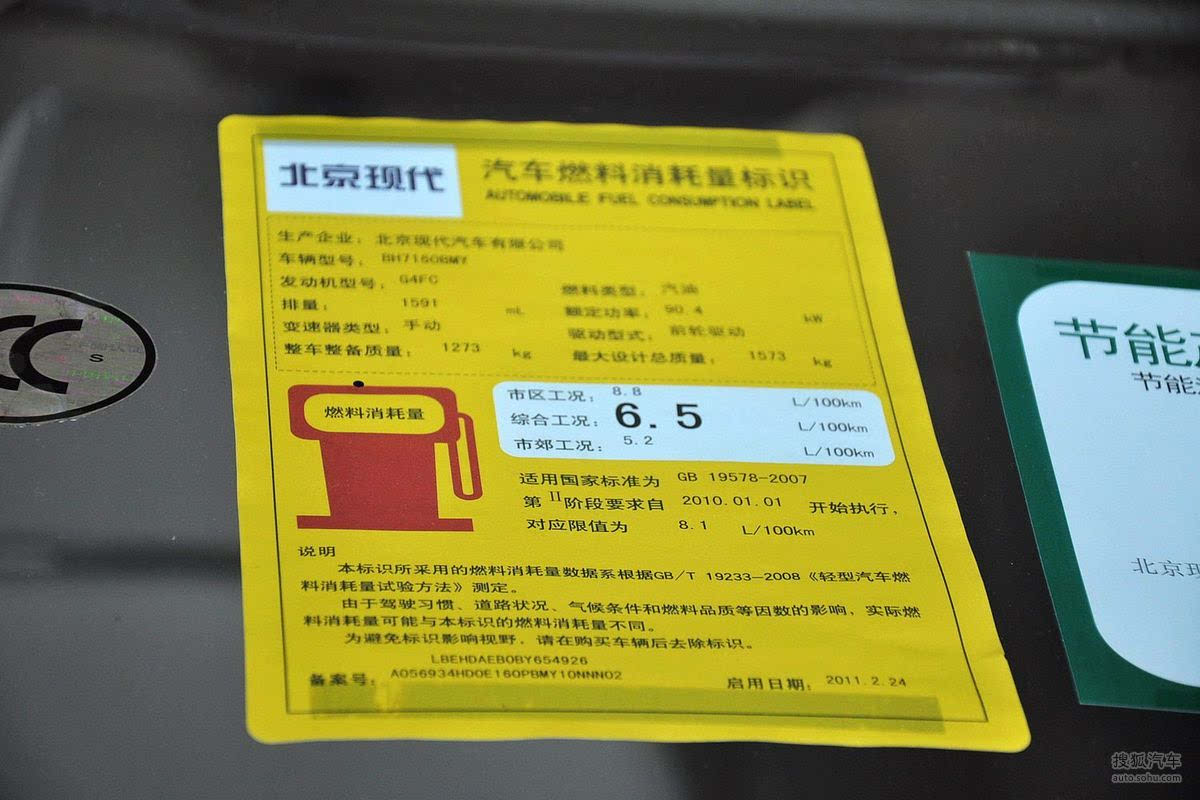 北京现代
汽车燃料消耗量标识
AUTOMOBILE FUEL CONSUMPTION LABEL
生产企业: 北京现代汽车有限公司
车辆型号: BH7160BMY
发动机型号: G4FC 燃料类型: 汽油
排量: 1591 mL 额定功率: 90.4 kW
变速器类型: 手动 驱动型式: 前轮驱动
整车整备质量: 1273 kg 最大设计总质量: 1573 kg
燃料消耗量
市区工况: 8.8 L/100km
综合工况: 6.5 L/100km
市郊工况: 5.2 L/100km
适用国家标准为 GB 19578-2007
第II阶段要求自 2010.01.01 开始执行,
对应限值为 8.1 L/100km
说明
本标识所采用的燃料消耗量数据系根据GB/T 19233-2008《轻型汽车燃
料消耗量试验方法》测定。
由于驾驶习惯、道路状况、气候条件和燃料品质等因数的影响, 实际燃
料消耗量可能与本标识的燃料消耗量不同。
为避免标识影响视野, 请在购买车辆后去除标识。
LBEHDAEB0BY654926
备案号: A056934HD0E160PBMY10NNN02 启用日期: 2011.2.24
CC S
节能
节能
北京
搜狐汽车
auto.sohu.com